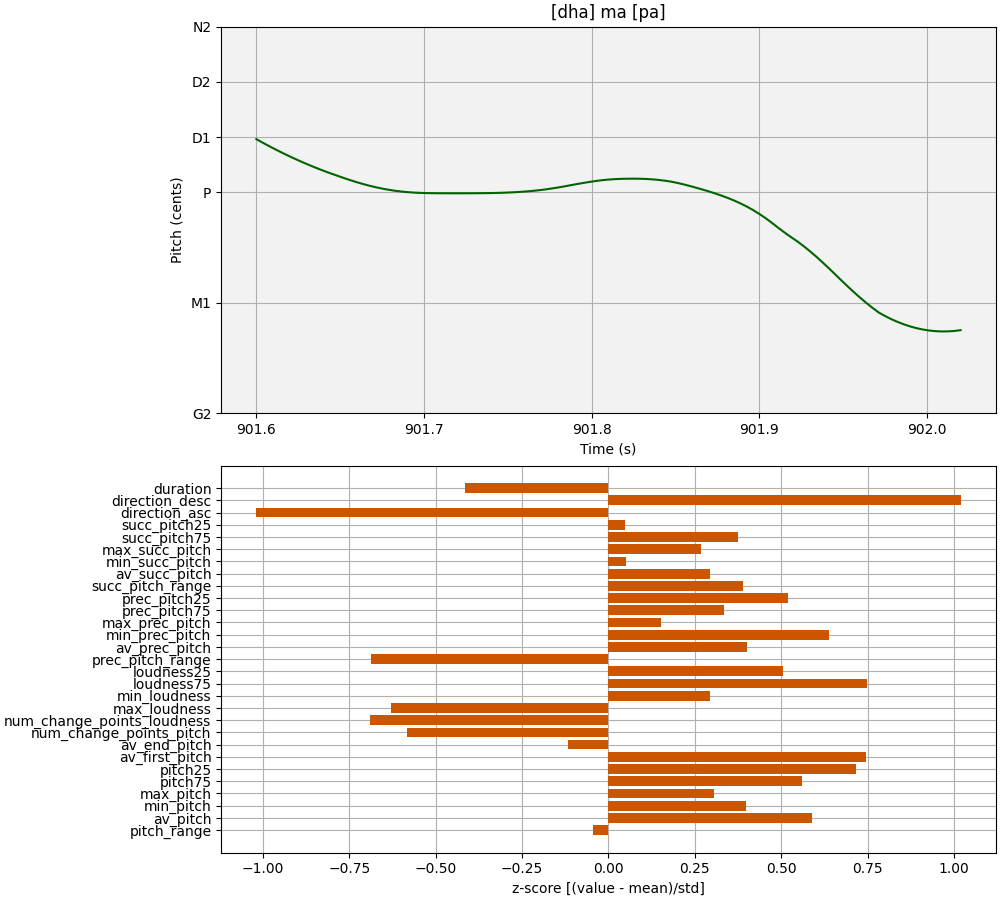 [dha] ma [pa]
N2
D2
D1
P
M1
G2
Pitch (cents)
901.6 901.7 901.8 901.9 902.0
Time (s)
duration
direction_desc
direction_asc
succ_pitch25
succ_pitch75
max_succ_pitch
min_succ_pitch
av_succ_pitch
succ_pitch_range
prec_pitch25
prec_pitch75
max_prec_pitch
min_prec_pitch
av_prec_pitch
prec_pitch_range
loudness25
loudness75
min_loudness
max_loudness
num_change_points_loudness
num_change_points_pitch
av_end_pitch
av_first_pitch
pitch25
pitch75
max_pitch
min_pitch
av_pitch
pitch_range
−1.00 −0.75 −0.50 −0.25 0.00 0.25 0.50 0.75 1.00
z-score [(value - mean)/std]